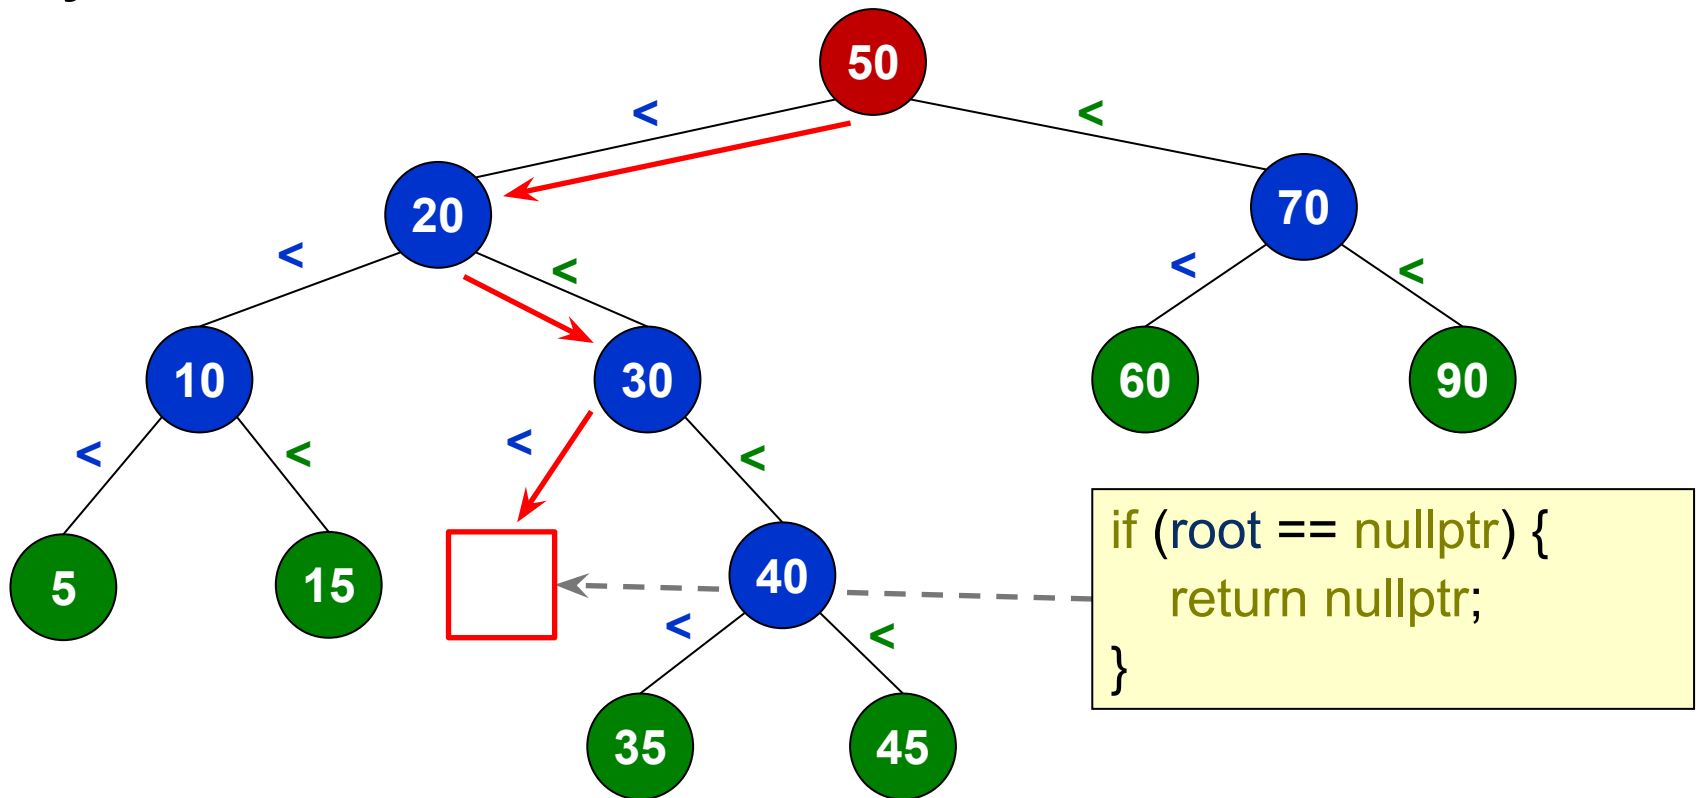 50
< <
20 70
< < < <
10 30 60 90
< < < <
5 15 40
< <
35 45
if (root == nullptr) {
return nullptr;
}